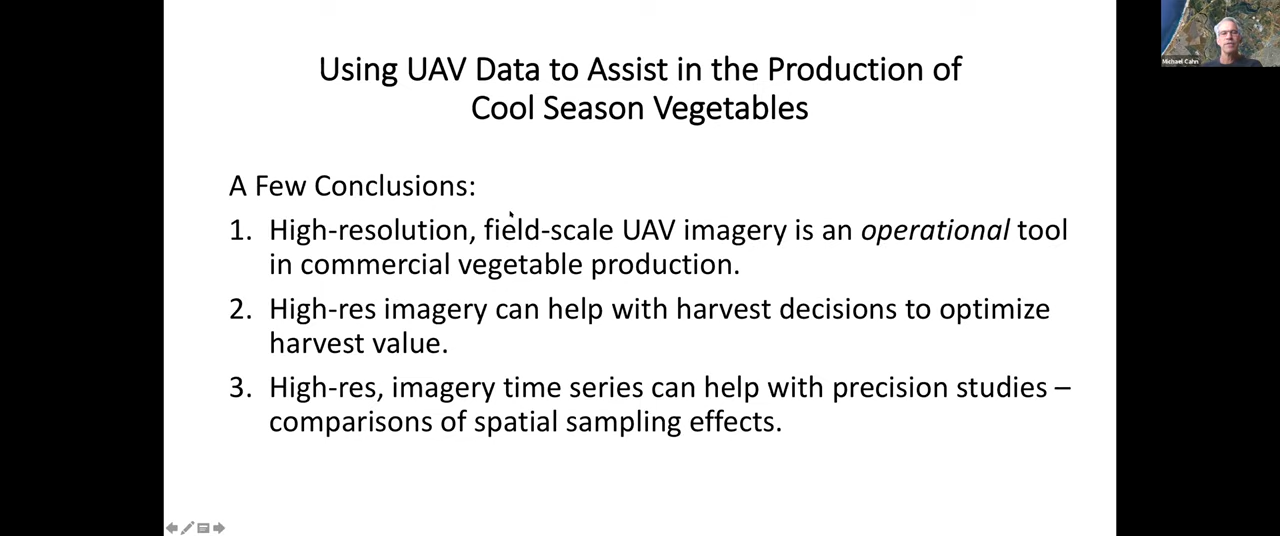 Using UAV Data to Assist in the Production of
Cool Season Vegetables
A Few Conclusions:
1. High-resolution, field-scale UAV imagery is an operational tool
in commercial vegetable production.
2. High-res imagery can help with harvest decisions to optimize
harvest value.
3. High-res, imagery time series can help with precision studies –
comparisons of spatial sampling effects.
Michael Cahn